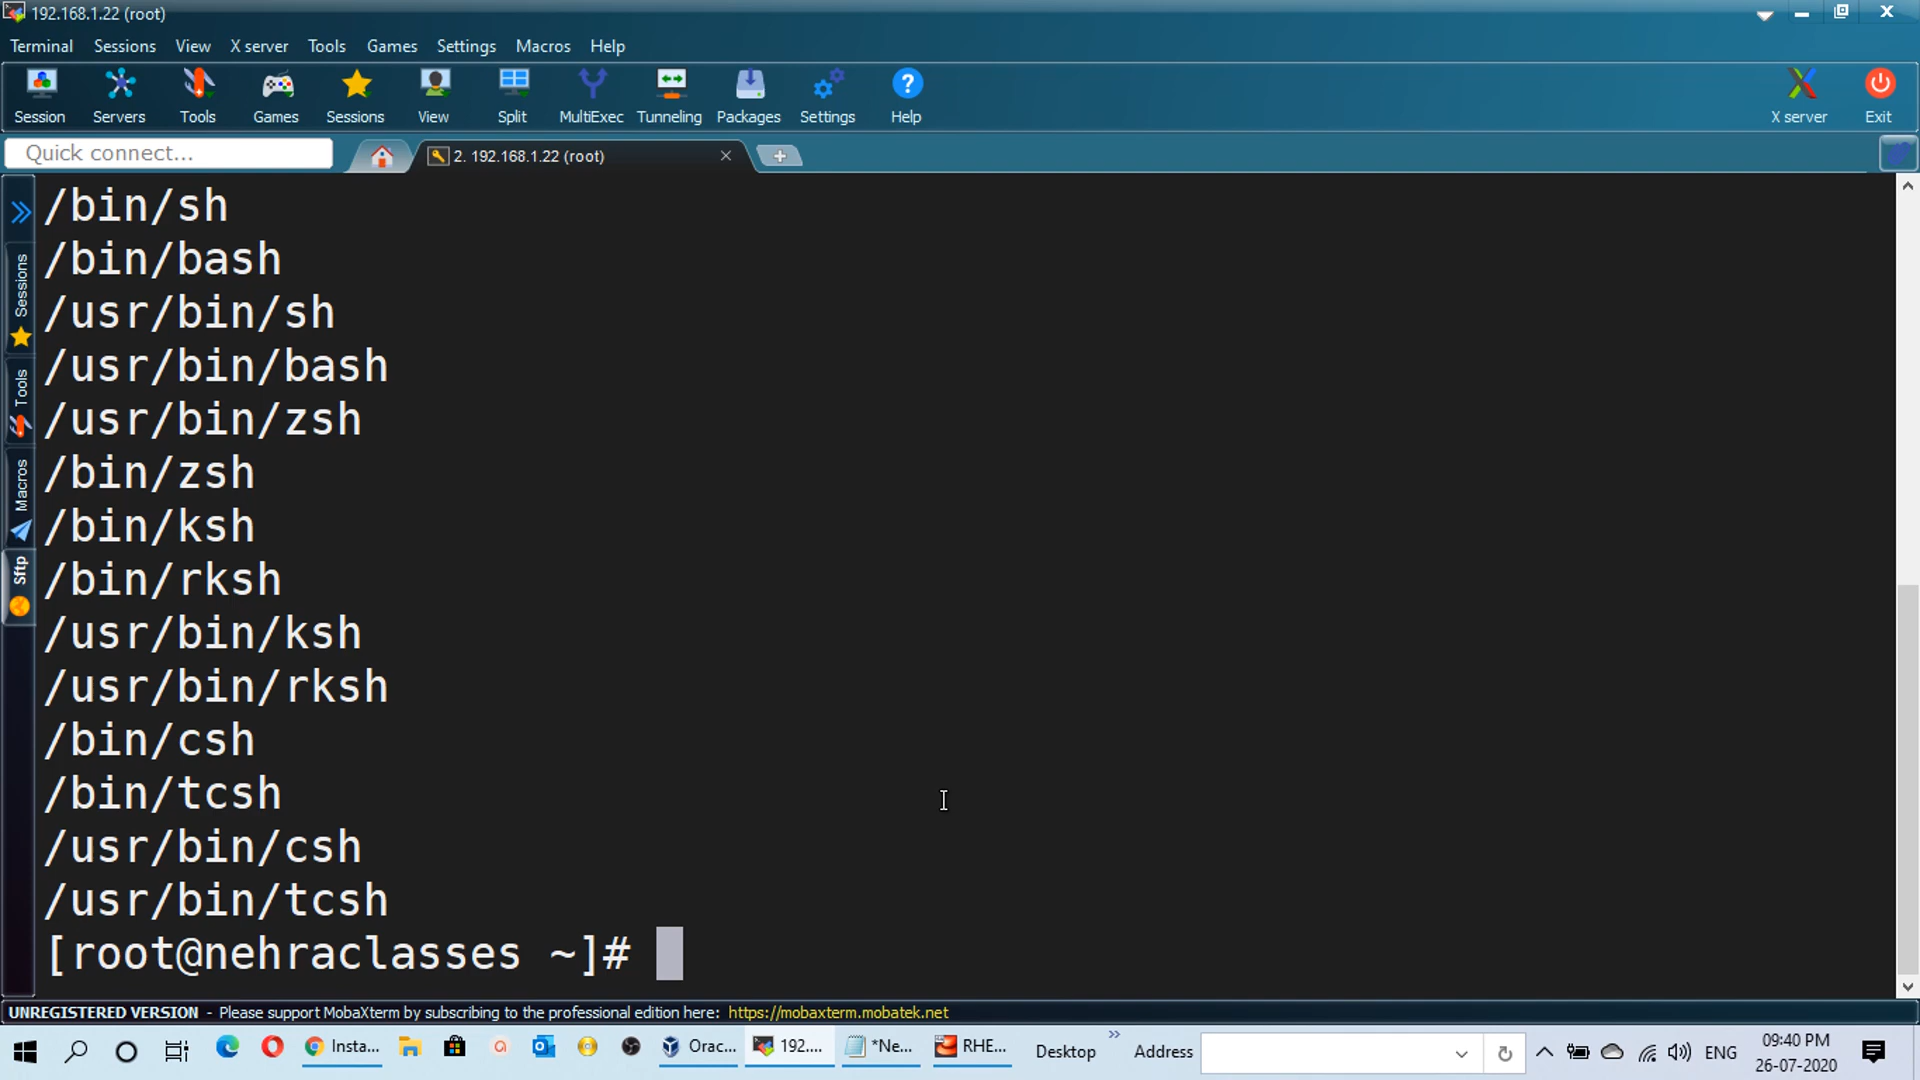 192.168.1.22 (root)
Terminal Sessions View X server Tools Games Settings Macros Help
Session Servers Tools Games Sessions View Split MultiExec Tunneling Packages Settings Help X server Exit
Quick connect... 2. 192.168.1.22 (root)
Sessions
Tools
Macros
Sftp
/bin/sh
/bin/bash
/usr/bin/sh
/usr/bin/bash
/usr/bin/zsh
/bin/zsh
/bin/ksh
/bin/rksh
/usr/bin/ksh
/usr/bin/rksh
/bin/csh
/bin/tcsh
/usr/bin/csh
/usr/bin/tcsh
[root@nehraclasses ~]#
UNREGISTERED VERSION - Please support MobaXterm by subscribing to the professional edition here: https://mobaxterm.mobatek.net
Insta... Orac... 192.... *Ne... RHE... Desktop Address ENG 09:40 PM
26-07-2020